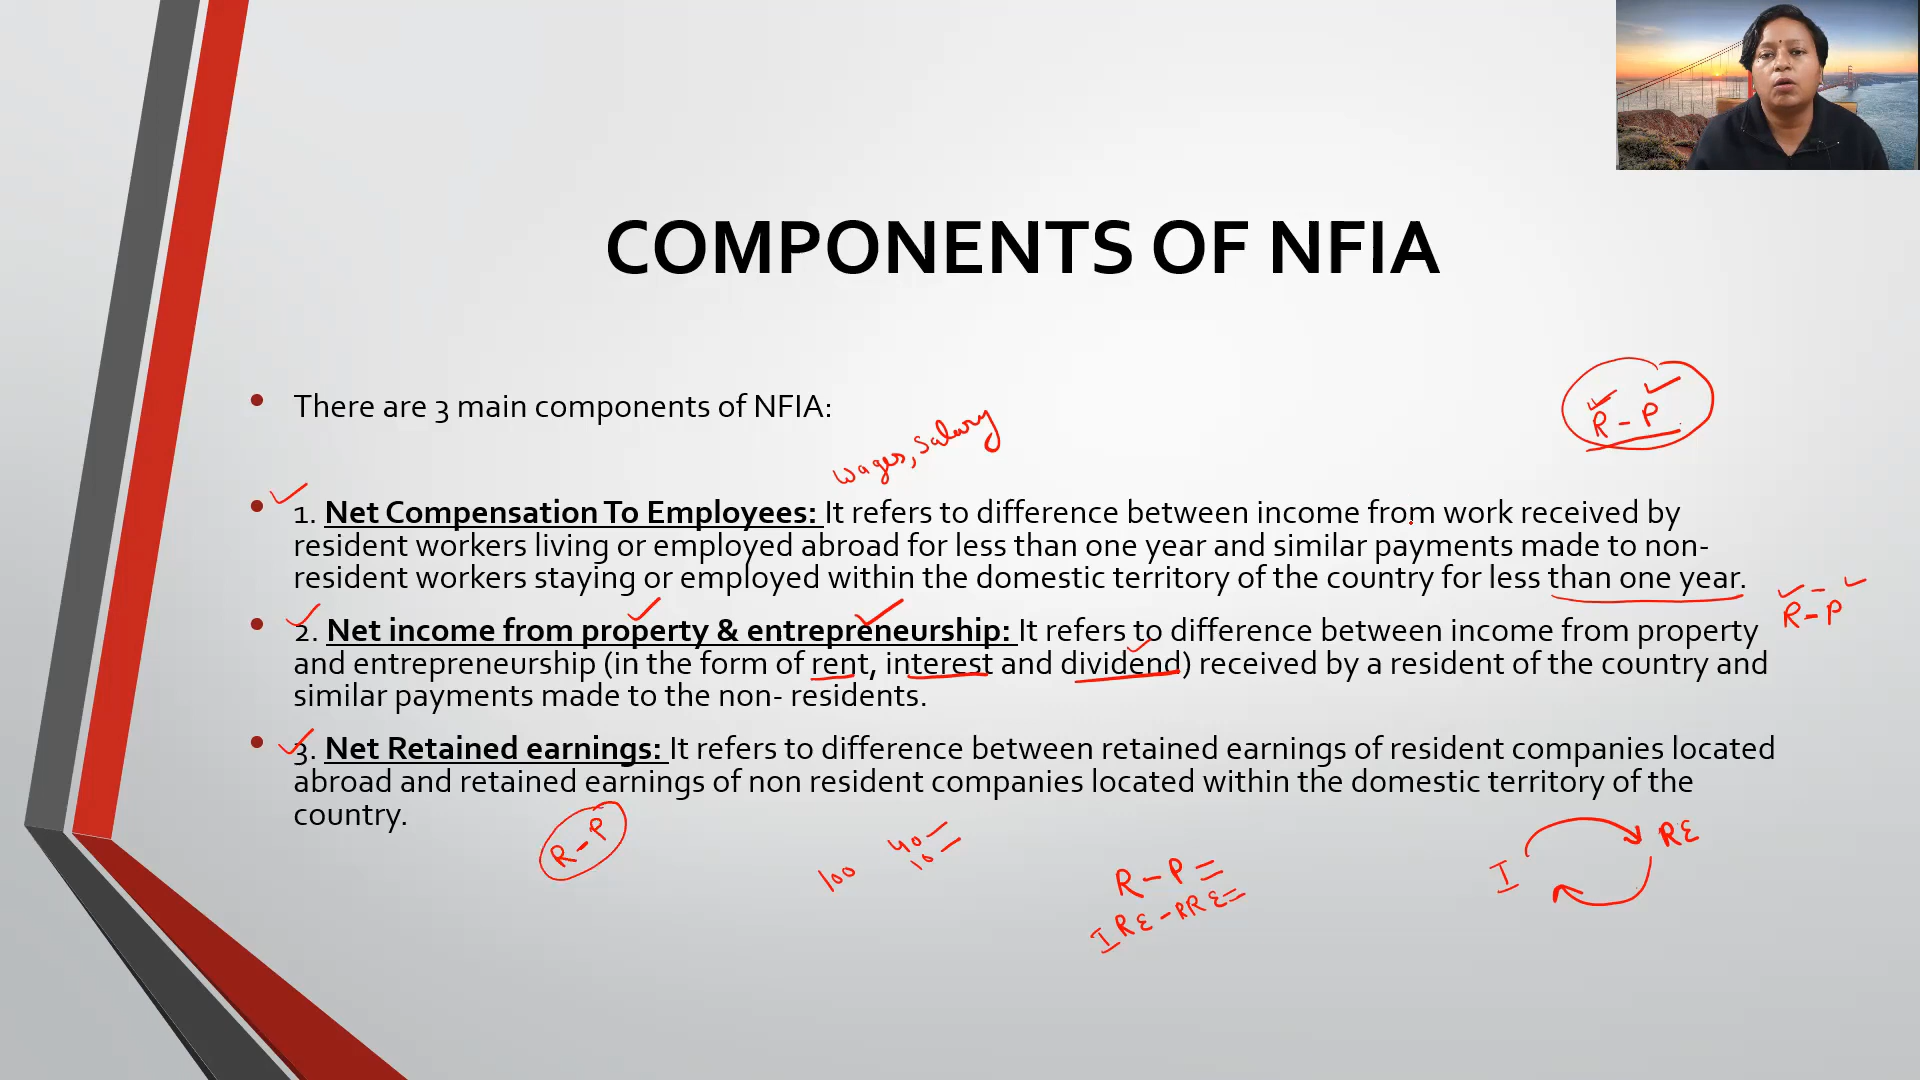 COMPONENTS OF NFIA
R - P
• There are 3 main components of NFIA:
Wages, Salary
• 1. Net Compensation To Employees: It refers to difference between income from work received by
resident workers living or employed abroad for less than one year and similar payments made to non-
resident workers staying or employed within the domestic territory of the country for less than one year.
R - P
• 2. Net income from property & entrepreneurship: It refers to difference between income from property
and entrepreneurship (in the form of rent, interest and dividend) received by a resident of the country and
similar payments made to the non- residents.
• 3. Net Retained earnings: It refers to difference between retained earnings of resident companies located
abroad and retained earnings of non resident companies located within the domestic territory of the
country.
R - P
100
40
10
R - P =
I RE -
I
RE